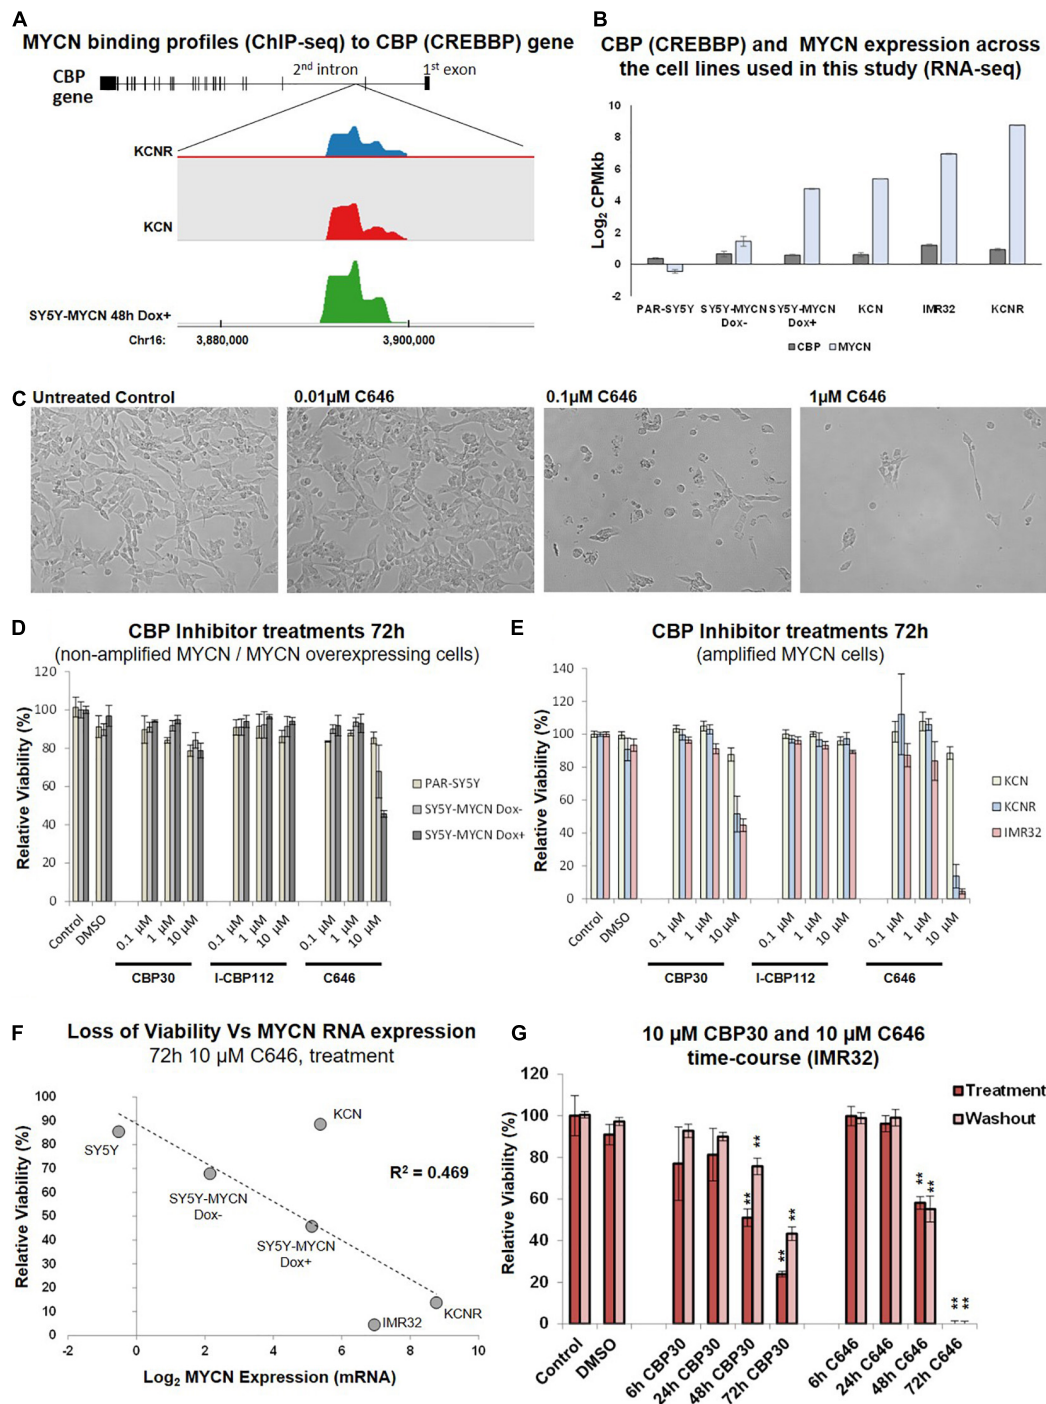 A
MYCN binding profiles (ChIP-seq) to CBP (CREBBP) gene
CBP
gene
2nd intron
1st exon
KCNR
KCN
SY5Y-MYCN 48h Dox+
Chr16:
3,880,000
3,900,000
B
CBP (CREBBP) and MYCN expression across
the cell lines used in this study (RNA-seq)
Log2 CPMkb
10
8
6
4
2
0
-2
PAR-SY5Y
SY5Y-MYCN
Dox-
SY5Y-MYCN
Dox+
KCN
IMR32
KCNR
CBP
MYCN
C
Untreated Control
0.01µM C646
0.1µM C646
1µM C646
D
CBP Inhibitor treatments 72h
(non-amplified MYCN / MYCN overexpressing cells)
Relative Viability (%)
120
100
80
60
40
20
0
Control
DMSO
0.1 µM
1 µM
10 µM
0.1 µM
1 µM
10 µM
0.1 µM
1 µM
10 µM
CBP30
I-CBP112
C646
PAR-SY5Y
SY5Y-MYCN Dox-
SY5Y-MYCN Dox+
E
CBP Inhibitor treatments 72h
(amplified MYCN cells)
Relative Viability (%)
140
120
100
80
60
40
20
0
Control
DMSO
0.1 µM
1 µM
10 µM
0.1 µM
1 µM
10 µM
0.1 µM
1 µM
10 µM
CBP30
I-CBP112
C646
KCN
KCNR
IMR32
F
Loss of Viability Vs MYCN RNA expression
72h 10 µM C646, treatment
Relative Viability (%)
100
90
80
70
60
50
40
30
20
10
0
-2
0
2
4
6
8
10
Log2 MYCN Expression (mRNA)
SY5Y
SY5Y-MYCN
Dox-
SY5Y-MYCN
Dox+
KCN
R2 = 0.469
IMR32
KCNR
G
10 µM CBP30 and 10 µM C646
time-course (IMR32)
Relative Viability (%)
120
100
80
60
40
20
0
Treatment
Washout
**
**
**
**
**
**
**
**
Control
DMSO
6h CBP30
24h CBP30
48h CBP30
72h CBP30
6h C646
24h C646
48h C646
72h C646